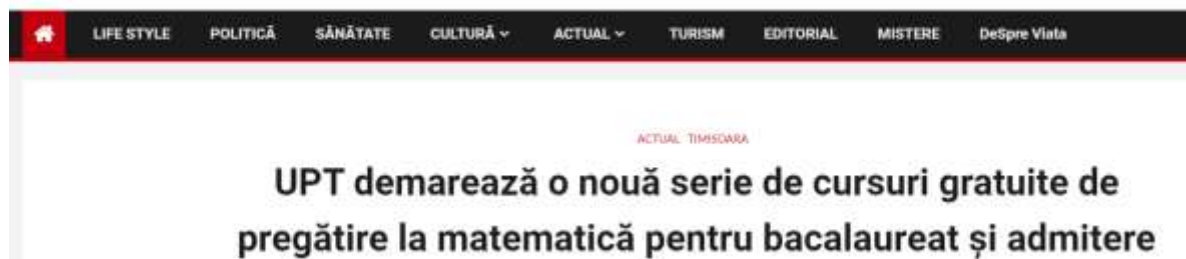 LIFE STYLE POLITICĂ SĂNĂTATE CULTURĂ ACTUAL TURISM EDITORIAL MISTERE DeSpre Viata
ACTUAL TIMISOARA
UPT demarează o nouă serie de cursuri gratuite de
pregătire la matematică pentru bacalaureat și admitere